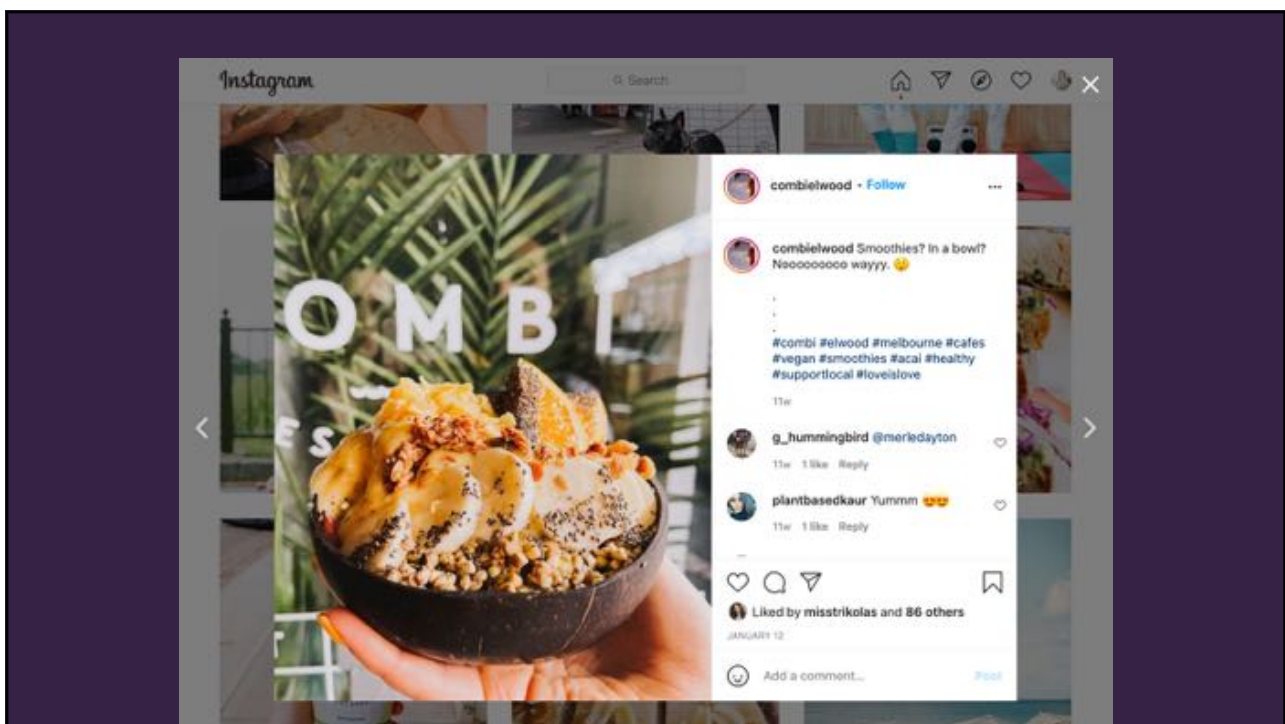 Instagram
Search
combielwood • Follow
combielwood Smoothies? In a bowl?
Nooooooooo wayyy. 😲
.
.
.
#combi #elwood #melbourne #cafes
#vegan #smoothies #acai #healthy
#supportlocal #loveislove
11w
g_hummingbird @merledayton
11w 1 like Reply
plantbasedkaur Yummm 😍😍
11w 1 like Reply
Liked by misstrikolas and 86 others
JANUARY 12
Add a comment...
Post
OMBI
ES